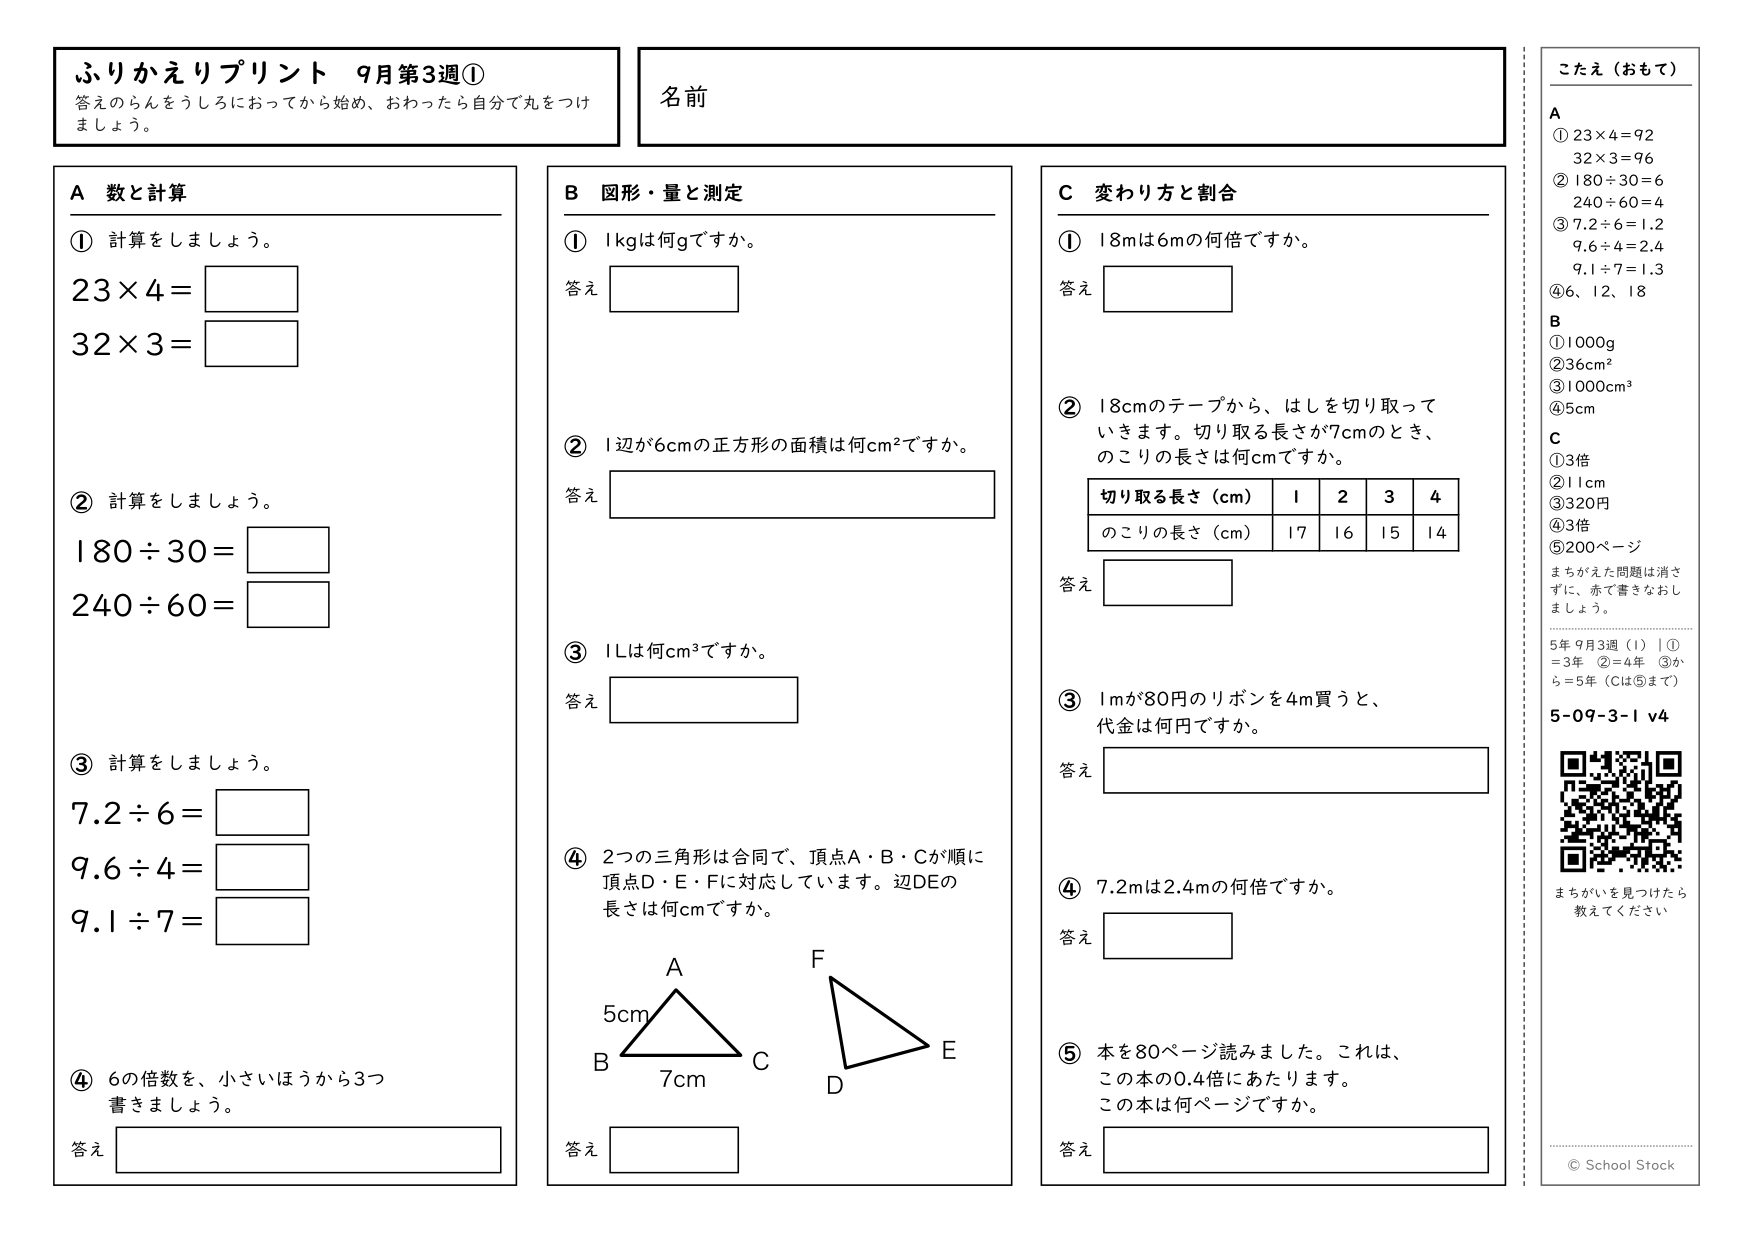 ふりかえりプリント　9月第3週①
答えのらんをうしろにおってから始め、おわったら自分で丸をつけ
ましょう。
名前
A　数と計算
① 計算をしましょう。
23×4=
32×3=
② 計算をしましょう。
180÷30=
240÷60=
③ 計算をしましょう。
7.2÷6=
9.6÷4=
9.1÷7=
④ 6の倍数を、小さいほうから3つ
書きましょう。
答え
B　図形・量と測定
① 1kgは何gですか。
答え
② 1辺が6cmの正方形の面積は何cm²ですか。
答え
③ 1Lは何cm³ですか。
答え
④ 2つの三角形は合同で、頂点A・B・Cが順に
頂点D・E・Fに対応しています。辺DEの
長さは何cmですか。
A
5cm
B
C
7cm
F
E
D
答え
C　変わり方と割合
① 18mは6mの何倍ですか。
答え
② 18cmのテープから、はしを切り取って
いきます。切り取る長さが7cmのとき、
のこりの長さは何cmですか。
切り取る長さ（cm） 1 2 3 4
のこりの長さ（cm） 17 16 15 14
答え
③ 1mが80円のリボンを4m買うと、
代金は何円ですか。
答え
④ 7.2mは2.4mの何倍ですか。
答え
⑤ 本を80ページ読みました。これは、
この本の0.4倍にあたります。
この本は何ページですか。
答え
こたえ（おもて）
A
① 23×4=92
32×3=96
② 180÷30=6
240÷60=4
③ 7.2÷6=1.2
9.6÷4=2.4
9.1÷7=1.3
④6、12、18
B
①1000g
②36cm²
③1000cm³
④5cm
C
①3倍
②11cm
③320円
④3倍
⑤200ページ
まちがえた問題は消さ
ずに、赤で書きなおし
ましょう。
5年 9月3週（1）｜①
=3年　②=4年　③か
ら=5年（Cは⑤まで）
5-09-3-1 v4
まちがいを見つけたら
教えてください
© School Stock